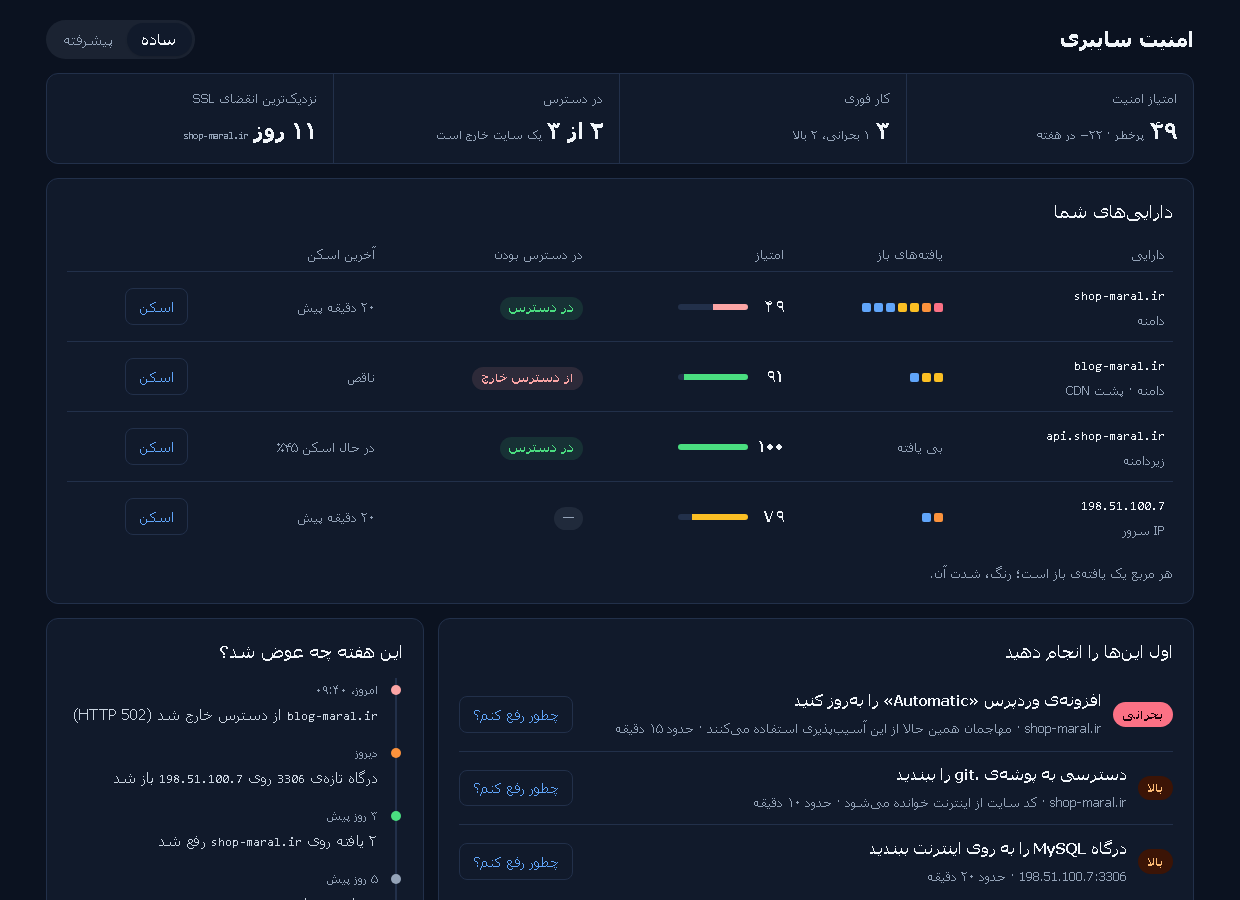 امنیت سایبری
ساده
پیشرفته
امتیاز امنیت
۴۹ پرخطر · ۲۲− در هفته
کار فوری
۳ ۱ بحرانی، ۲ بالا
در دسترس
۲ از ۳ یک سایت خارج است
نزدیک‌ترین انقضای SSL
۱۱ روز shop-maral.ir
دارایی‌های شما
دارایی یافته‌های باز امتیاز در دسترس بودن آخرین اسکن
shop-maral.ir
دامنه
۴۹ در دسترس ۲۰ دقیقه پیش اسکن
blog-maral.ir
دامنه · پشت CDN
۹۱ از دسترس خارج ناقص اسکن
api.shop-maral.ir
زیردامنه
بی یافته ۱۰۰ در دسترس در حال اسکن ۴۵٪ اسکن
198.51.100.7
IP سرور
۷۹ — ۲۰ دقیقه پیش اسکن
هر مربع یک یافته‌ی باز است؛ رنگ، شدت آن.
اول این‌ها را انجام دهید
بحرانی
افزونه‌ی وردپرس «Automatic» را به‌روز کنید
shop-maral.ir · مهاجمان همین حالا از این آسیب‌پذیری استفاده می‌کنند · حدود ۱۵ دقیقه
چطور رفع کنم؟
بالا
دسترسی به پوشه‌ی .git را ببندید
shop-maral.ir · کد سایت از اینترنت خوانده می‌شود · حدود ۱۰ دقیقه
چطور رفع کنم؟
بالا
درگاه MySQL را به روی اینترنت ببندید
198.51.100.7:3306 · حدود ۲۰ دقیقه
چطور رفع کنم؟
این هفته چه عوض شد؟
امروز، ۰۹:۴۰
blog-maral.ir از دسترس خارج شد (HTTP 502)
دیروز
درگاه تازه‌ی 3306 روی 198.51.100.7 باز شد
۳ روز پیش
۲ یافته روی shop-maral.ir رفع شد
۵ روز پیش